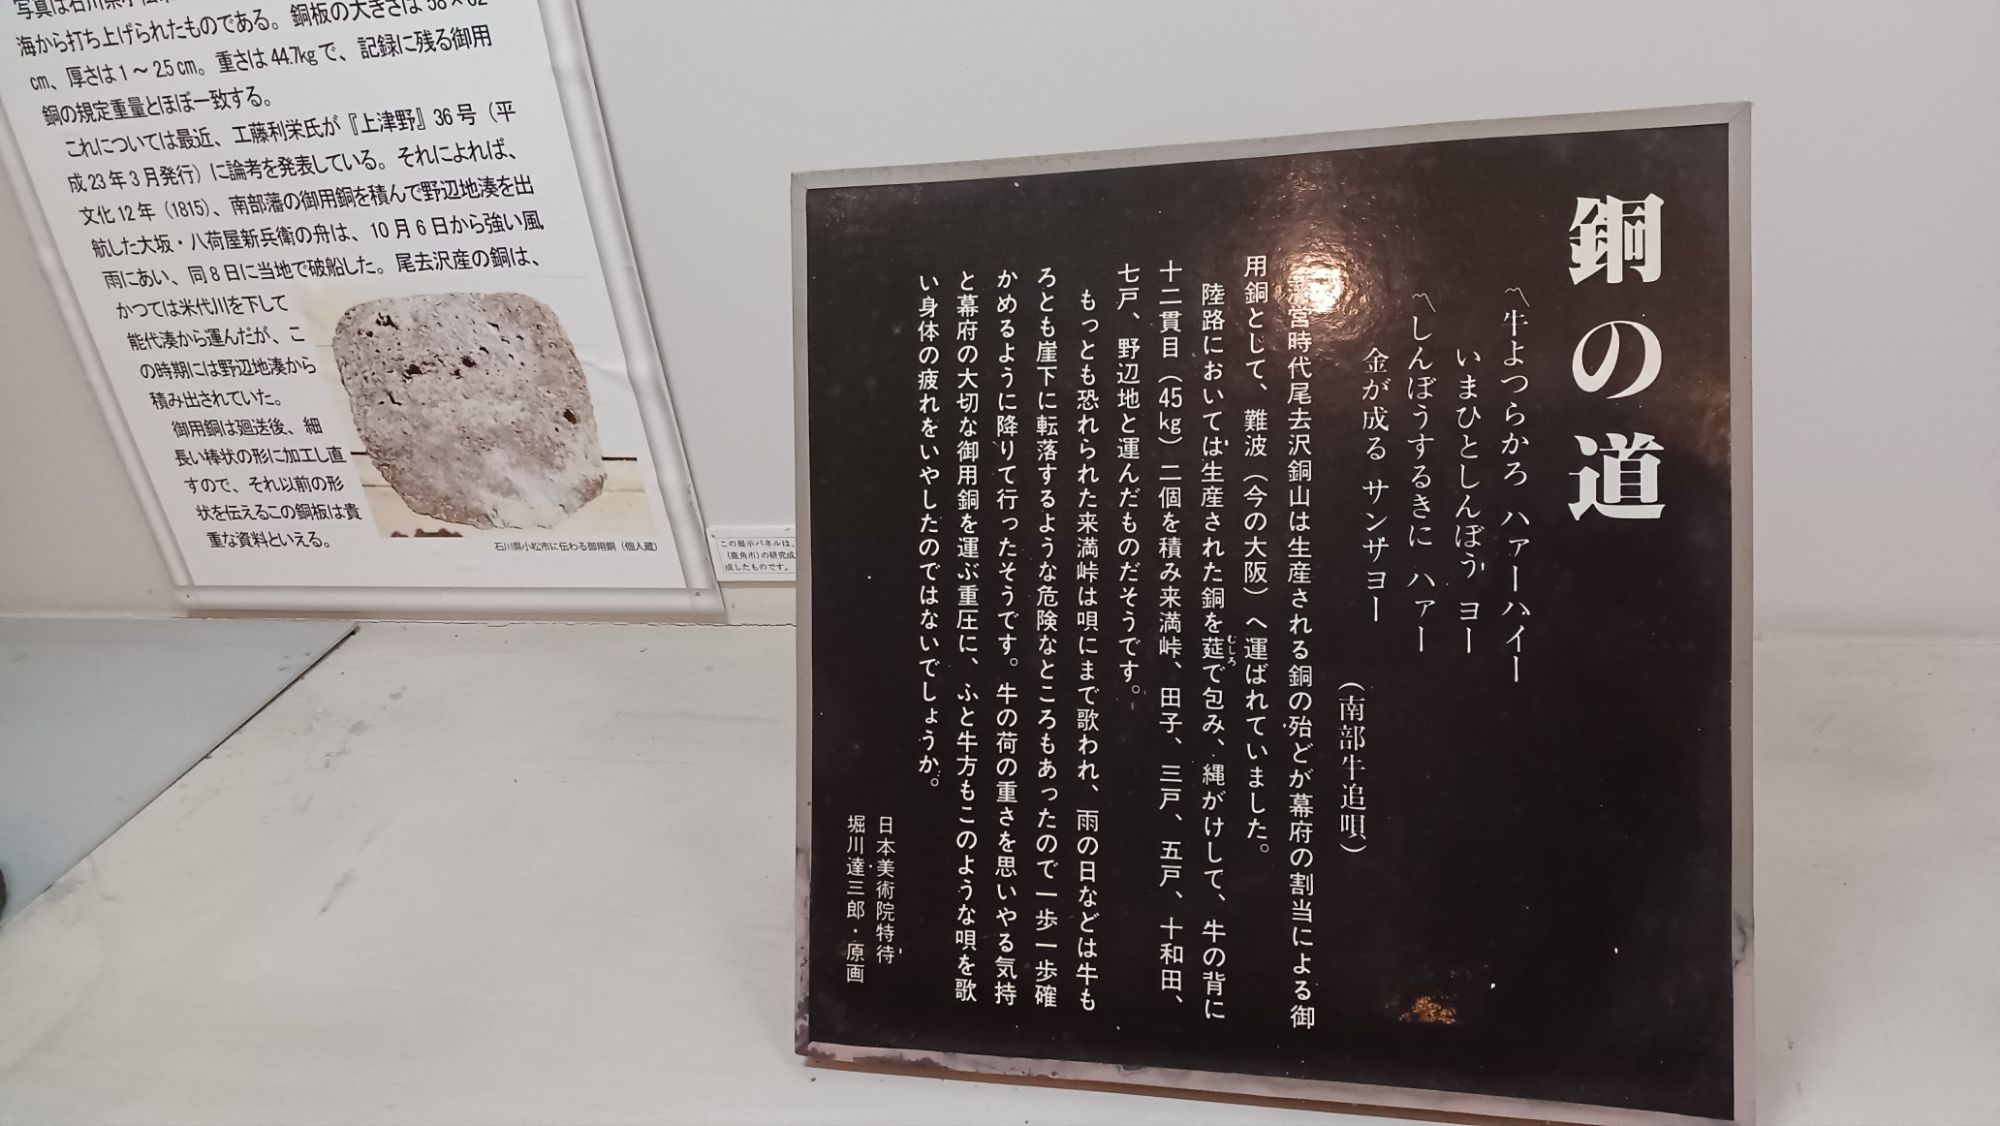 海から打ち上げられたものである。銅板の大きさは58×62
cm、厚さは1～2.5cm。重さは44.7kgで、記録に残る御用
銅の規定重量とほぼ一致する。
これについては最近、工藤利栄氏が『上津野』36号（平
成23年3月発行）に論考を発表している。それによれば、
文化12年（1815）、南部藩の御用銅を積んで野辺地湊を出
航した大坂・八荷屋新兵衛の舟は、10月6日から強い風
雨にあい、同8日に当地で破船した。尾去沢産の銅は、
かつては米代川を下して
能代湊から運んだが、こ
の時期には野辺地湊から
積み出されていた。
御用銅は廻送後、細
長い棒状の形に加工し直
すので、それ以前の形
状を伝えるこの銅板は貴
重な資料といえる。
石川県小松市に伝わる御用銅（個人蔵）
この展示パネルは、
（鹿角市）の研究成
成したものです。
銅の道
〽牛よつらかろ ハァーハイー
いまひとしんぼう ヨー
〽しんぼうするきに ハァー
金が成る サンザヨー
（南部牛追唄）
営時代尾去沢銅山は生産される銅の殆どが幕府の割当による御
用銅として、難波（今の大阪）へ運ばれていました。
陸路においては生産された銅を莚で包み、縄がけして、牛の背に
むしろ
十二貫目（45kg）二個を積み来満峠、田子、三戸、五戸、十和田、
七戸、野辺地と運んだものだそうです。
もっとも恐れられた来満峠は唄にまで歌われ、雨の日などは牛も
ろとも崖下に転落するような危険なところもあったので一歩一歩確
かめるように降りて行ったそうです。牛の荷の重さを思いやる気持
と幕府の大切な御用銅を運ぶ重圧に、ふと牛方もこのような唄を歌
い身体の疲れをいやしたのではないでしょうか。
日本美術院特待
堀川達三郎・原画